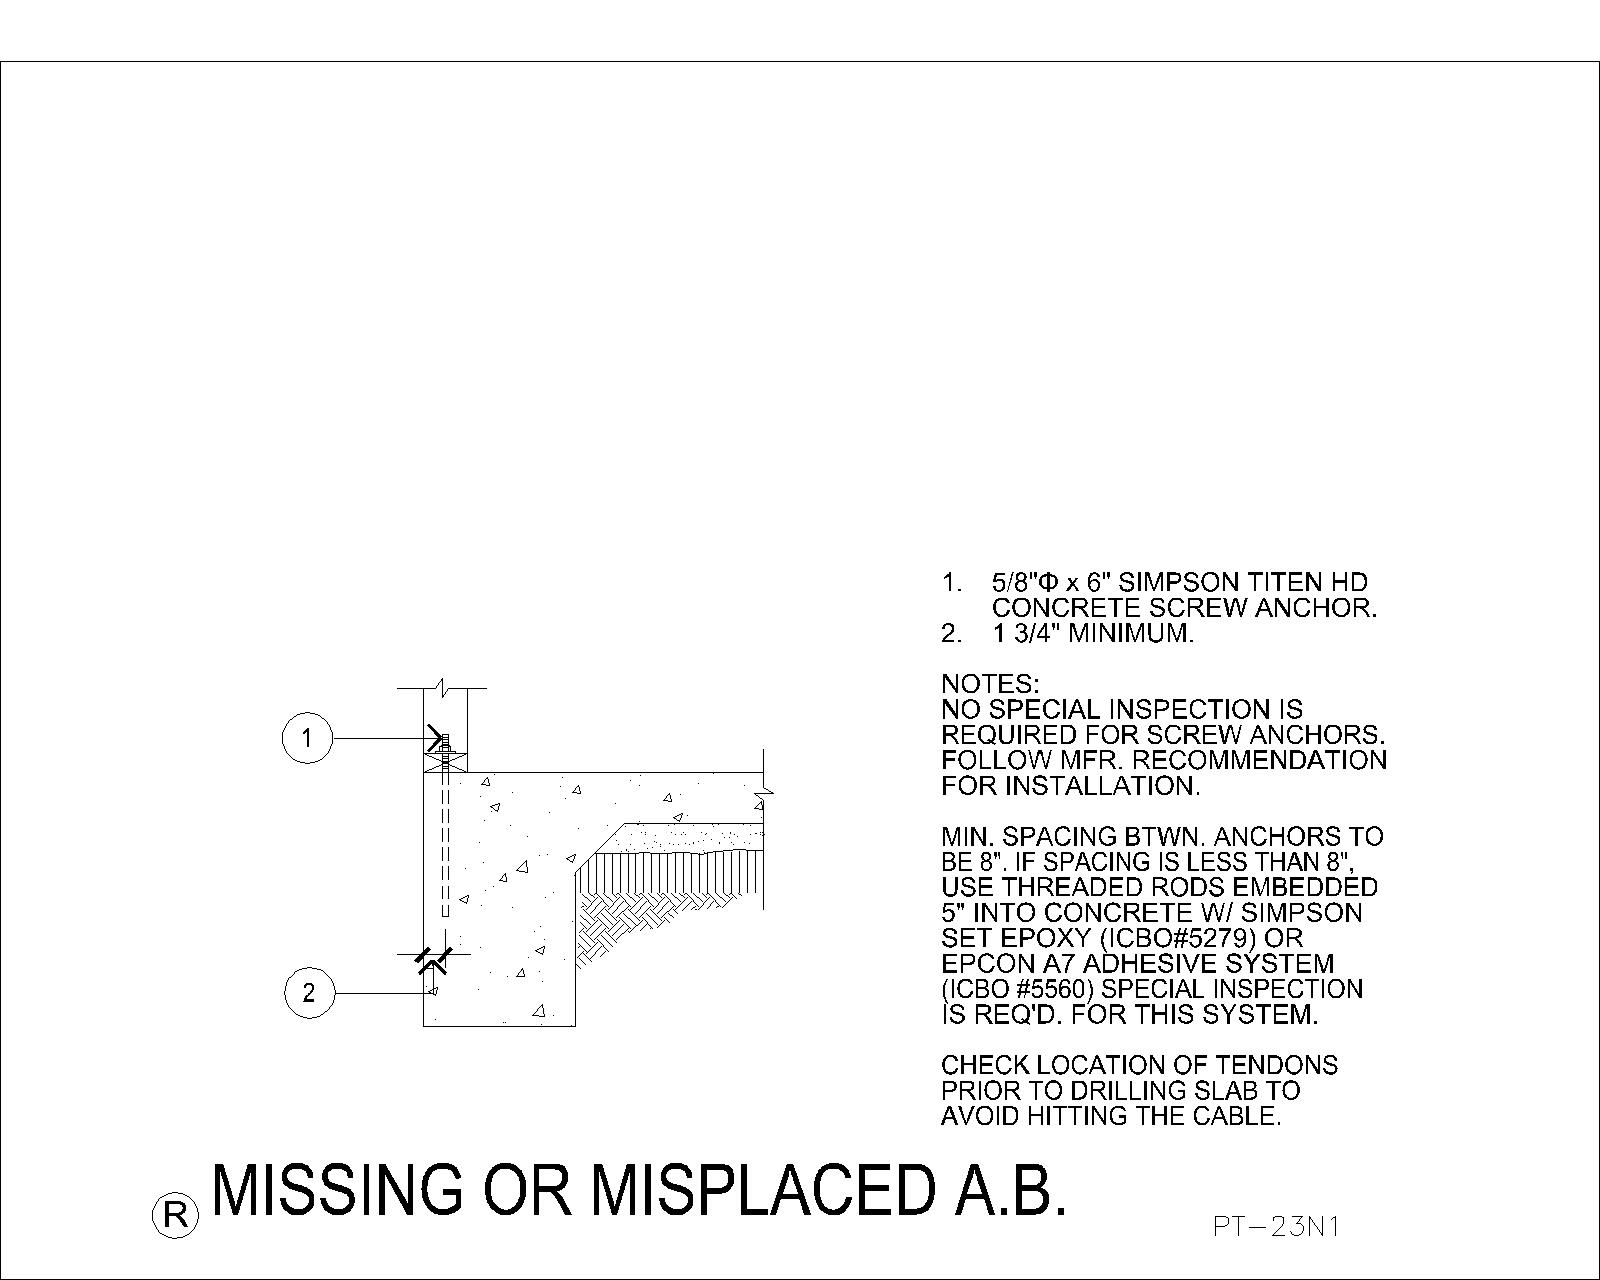 1. 5/8"Φ x 6" SIMPSON TITEN HD
CONCRETE SCREW ANCHOR.
2. 1 3/4" MINIMUM.
NOTES:
NO SPECIAL INSPECTION IS
REQUIRED FOR SCREW ANCHORS.
FOLLOW MFR. RECOMMENDATION
FOR INSTALLATION.
MIN. SPACING BTWN. ANCHORS TO
BE 8". IF SPACING IS LESS THAN 8",
USE THREADED RODS EMBEDDED
5" INTO CONCRETE W/ SIMPSON
SET EPOXY (ICBO#5279) OR
EPCON A7 ADHESIVE SYSTEM
(ICBO #5560) SPECIAL INSPECTION
IS REQ'D. FOR THIS SYSTEM.
CHECK LOCATION OF TENDONS
PRIOR TO DRILLING SLAB TO
AVOID HITTING THE CABLE.
1
2
R MISSING OR MISPLACED A.B.
PT-23N1